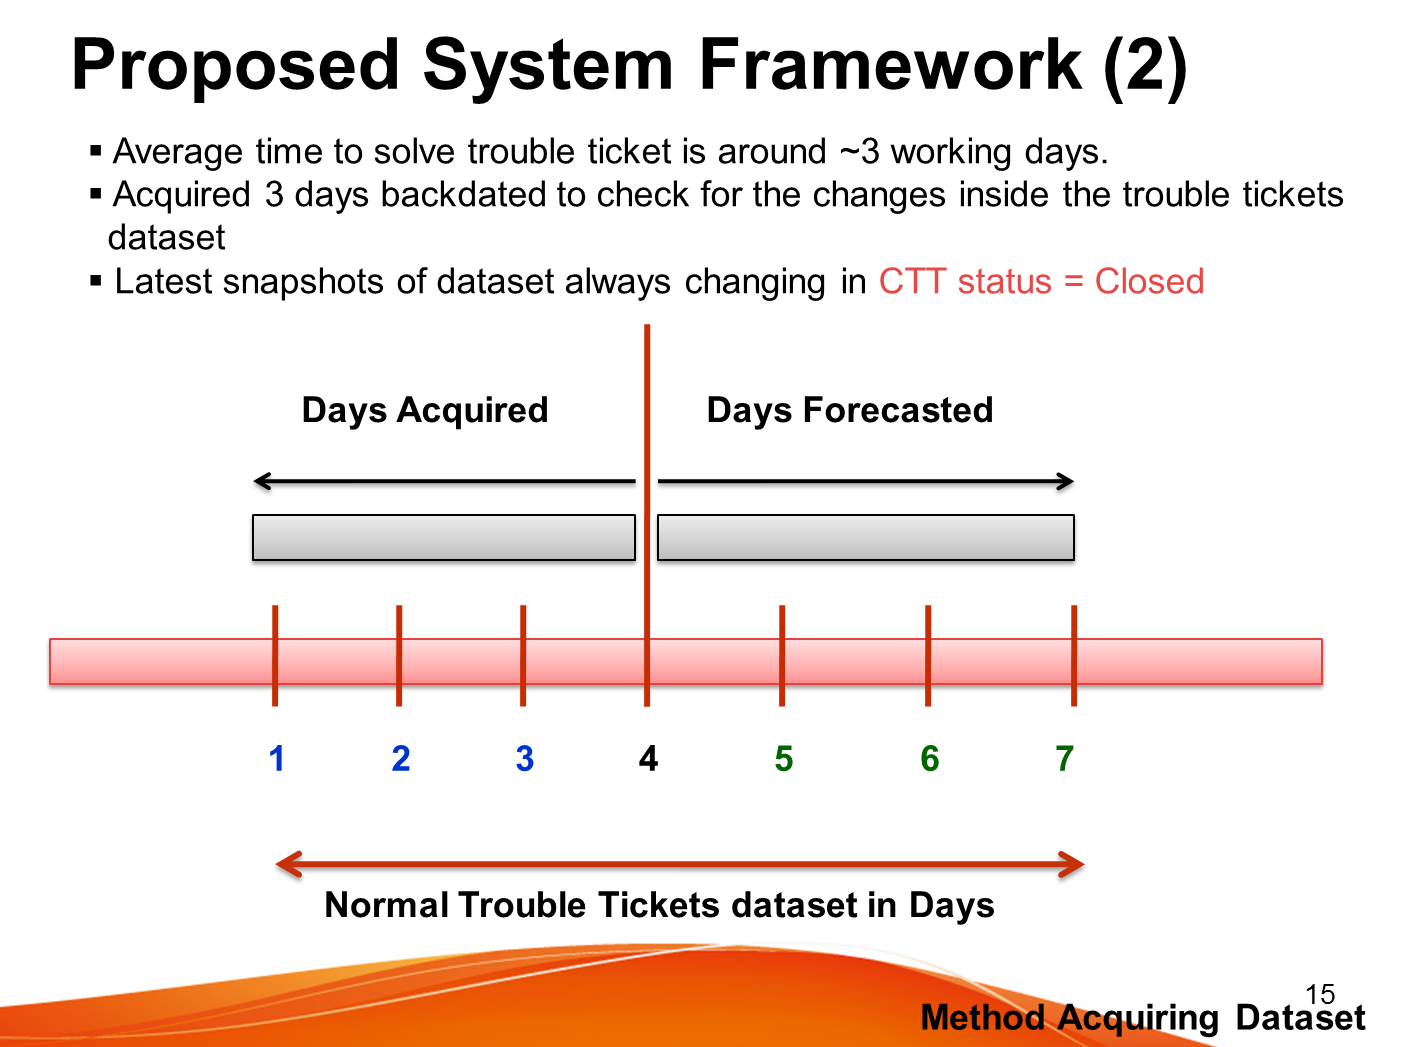 Proposed System Framework (2)
▪ Average time to solve trouble ticket is around ~3 working days.
▪ Acquired 3 days backdated to check for the changes inside the trouble tickets
dataset
▪ Latest snapshots of dataset always changing in CTT status = Closed
Days Acquired Days Forecasted
1 2 3 4 5 6 7
Normal Trouble Tickets dataset in Days
15
Method Acquiring Dataset